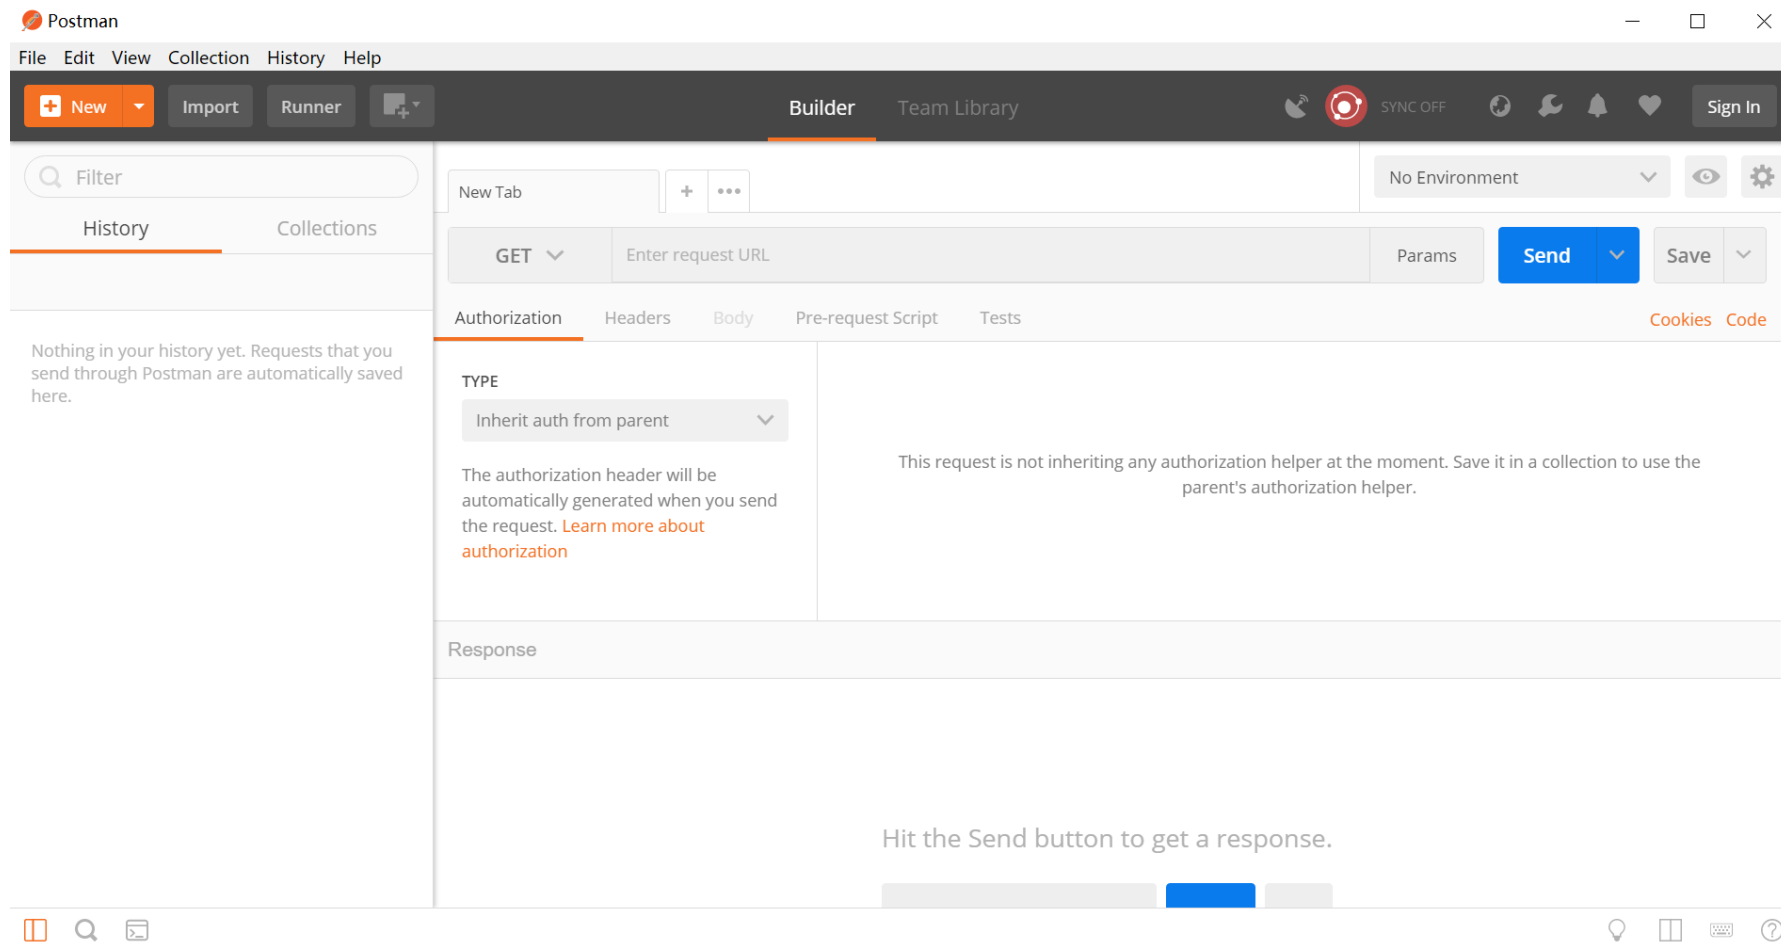 Postman
File Edit View Collection History Help
New Import Runner Builder Team Library SYNC OFF Sign In
Filter
History Collections
Nothing in your history yet. Requests that you
send through Postman are automatically saved
here.
New Tab
No Environment
GET Enter request URL Params Send Save
Authorization Headers Body Pre-request Script Tests Cookies Code
TYPE
Inherit auth from parent
The authorization header will be
automatically generated when you send
the request. Learn more about
authorization
This request is not inheriting any authorization helper at the moment. Save it in a collection to use the
parent's authorization helper.
Response
Hit the Send button to get a response.